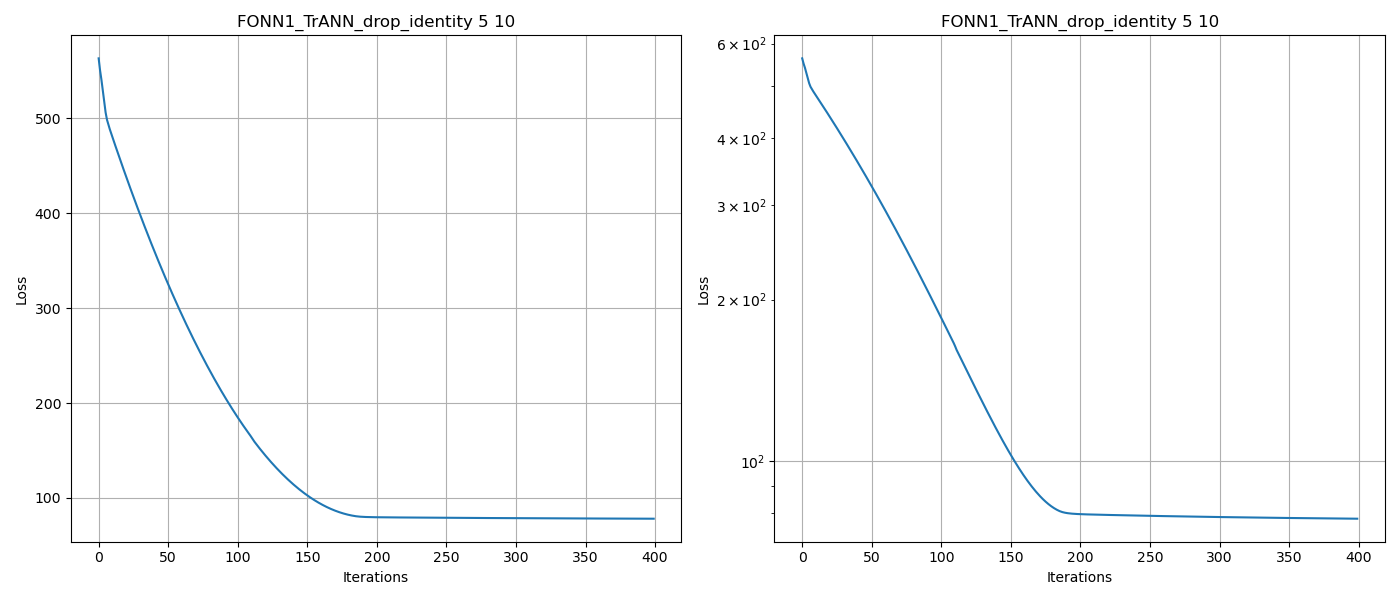 FONN1_TrANN_drop_identity 5 10
Loss
500
400
300
200
100
0 50 100 150 200 250 300 350 400
Iterations
FONN1_TrANN_drop_identity 5 10
Loss
6 × 10²
4 × 10²
3 × 10²
2 × 10²
10²
0 50 100 150 200 250 300 350 400
Iterations